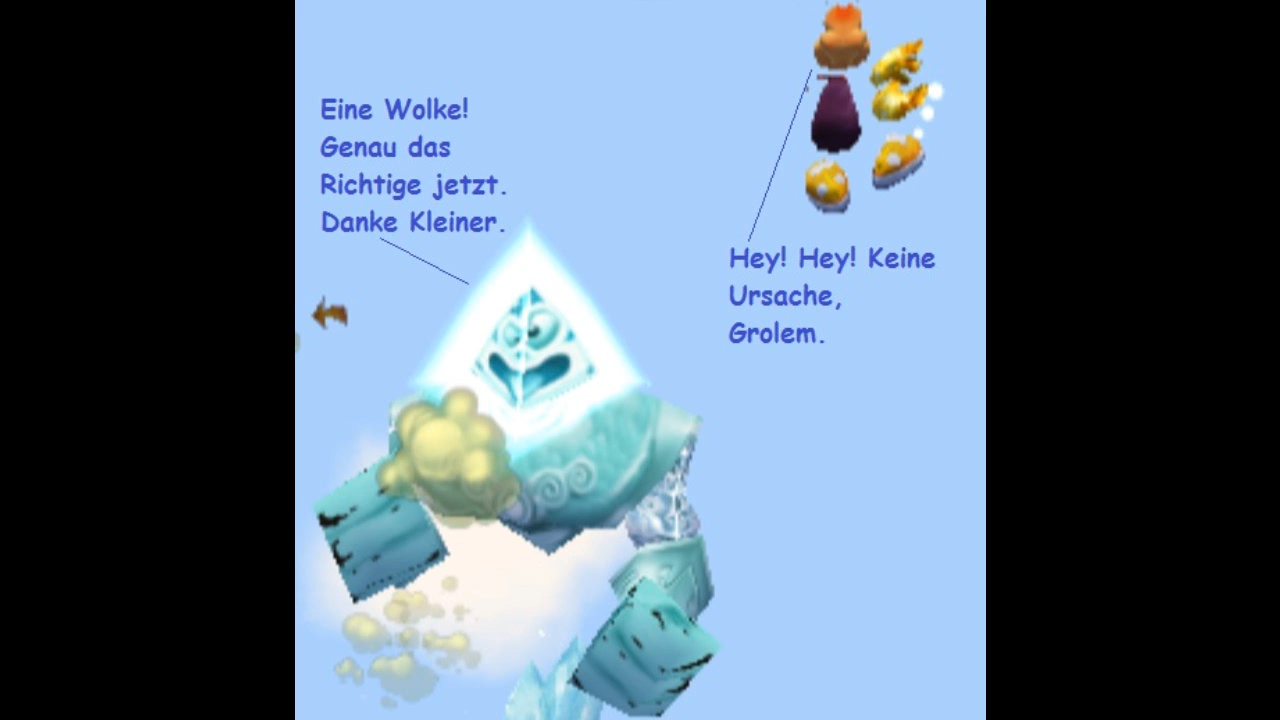 Eine Wolke!
Genau das
Richtige jetzt.
Danke Kleiner.
Hey! Hey! Keine
Ursache,
Grolem.